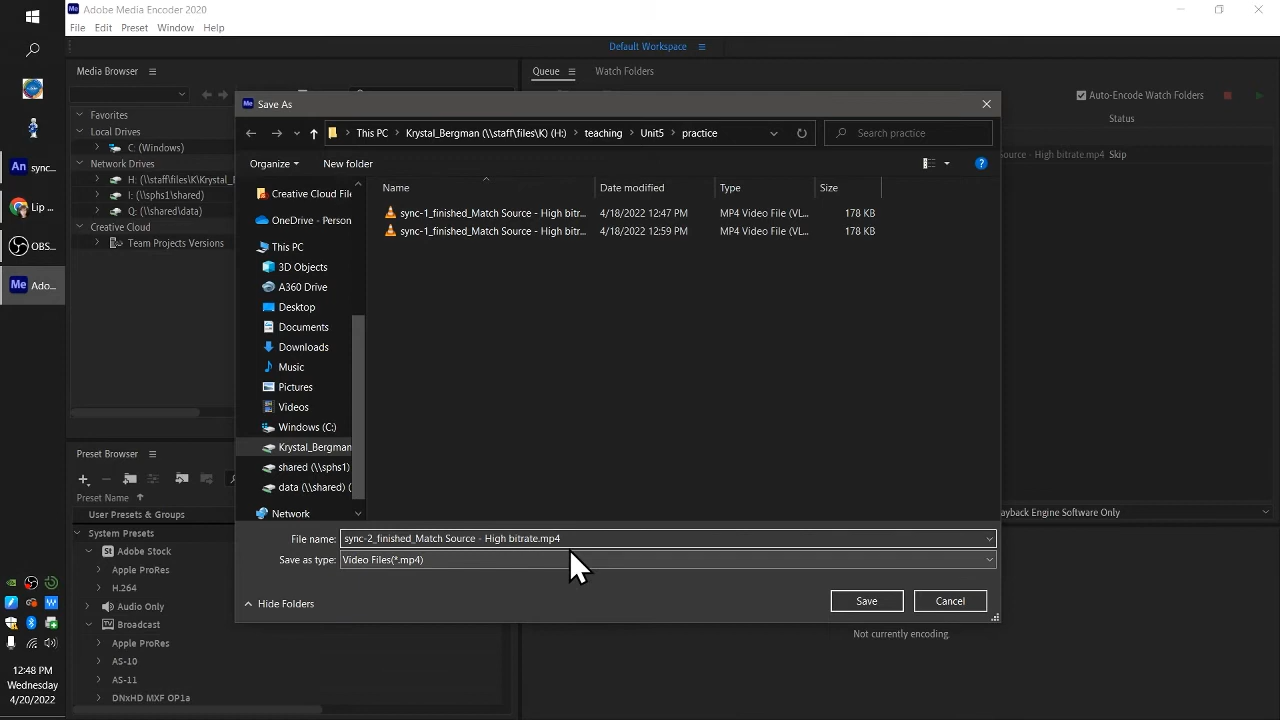 Adobe Media Encoder 2020
File Edit Preset Window Help
Default Workspace
Media Browser
Favorites
Local Drives
C: (Windows)
Network Drives
H: (\\staff\files\K\Krystal_
I: (\\sphs1\shared)
Q: (\\shared\data)
Creative Cloud
Team Projects Versions
Queue Watch Folders
Auto-Encode Watch Folders
Status
Source - High bitrate.mp4 Skip
Me Save As
This PC Krystal_Bergman (\\staff\files\K) (H:) teaching Unit5 practice
Search practice
Organize New folder
Name Date modified Type Size
sync-1_finished_Match Source - High bitr... 4/18/2022 12:47 PM MP4 Video File (VL... 178 KB
sync-1_finished_Match Source - High bitr... 4/18/2022 12:59 PM MP4 Video File (VL... 178 KB
Creative Cloud File
OneDrive - Person
This PC
3D Objects
A360 Drive
Desktop
Documents
Downloads
Music
Pictures
Videos
Windows (C:)
Krystal_Bergman
shared (\\sphs1)
data (\\shared) (
Network
File name: sync-2_finished_Match Source - High bitrate.mp4
Save as type: Video Files(*.mp4)
Hide Folders
Save Cancel
Preset Browser
Preset Name
User Presets & Groups
System Presets
St Adobe Stock
Apple ProRes
H.264
Audio Only
Broadcast
Apple ProRes
AS-10
AS-11
DNxHD MXF OP1a
Playback Engine Software Only
Not currently encoding.
An sync...
Lip ...
OBS...
Me Ado...
12:48 PM
Wednesday
4/20/2022